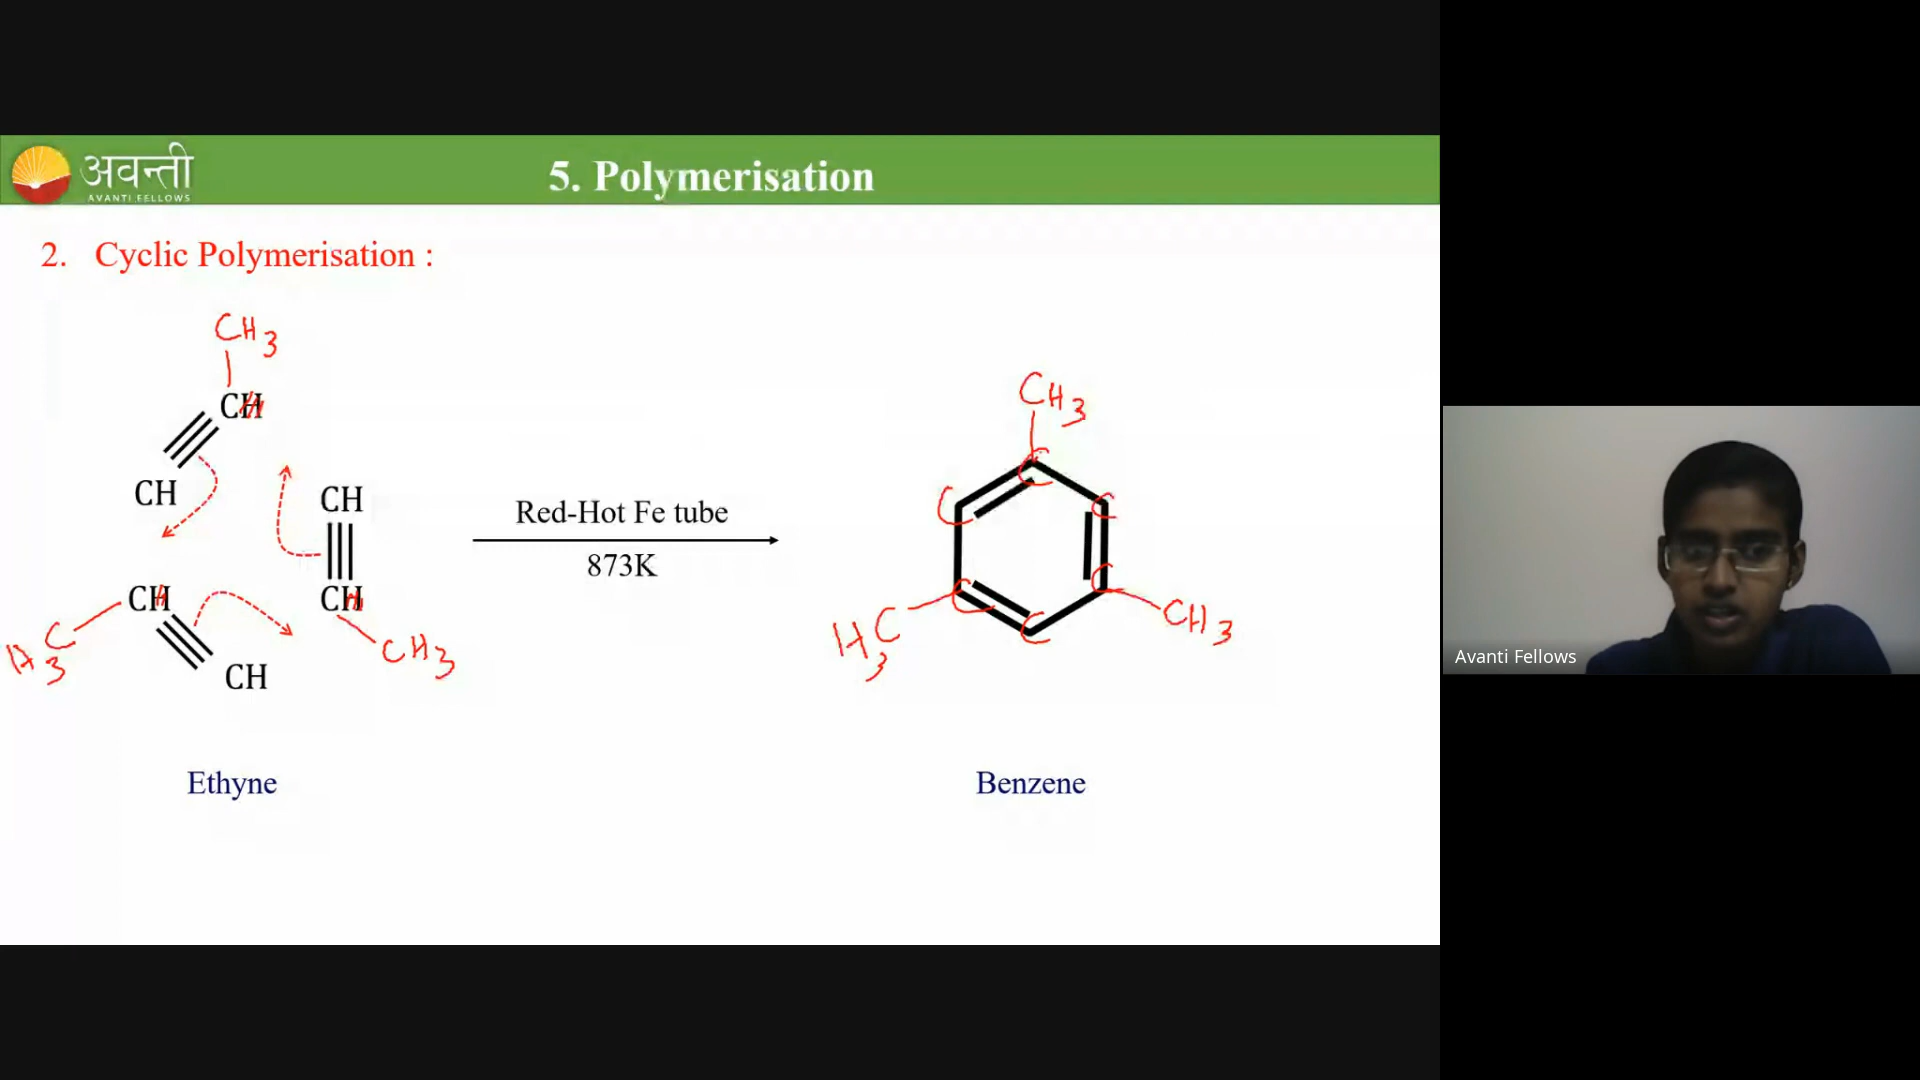 अवन्ती
AVANTI FELLOWS
5. Polymerisation
2. Cyclic Polymerisation :
CH3
CH
CH
CH
CH
H3C
CH
CH3
CH
Red-Hot Fe tube
873K
CH3
C
C
C
C
C
C
H3C
CH3
Ethyne
Benzene
Avanti Fellows